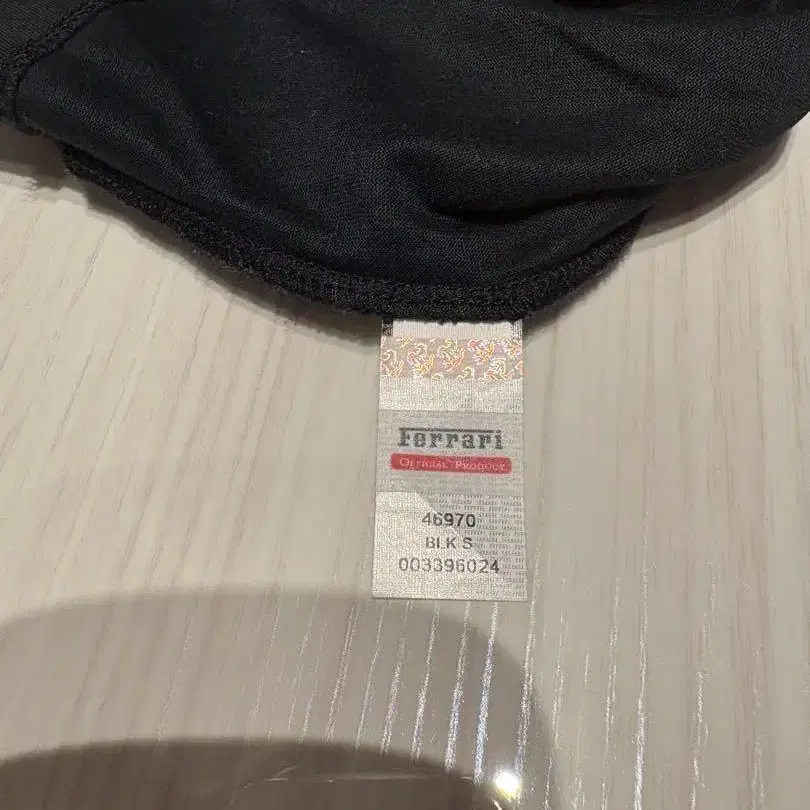 Ferrari
OFFICIAL PRODUCT
46970
BLK S
003396024